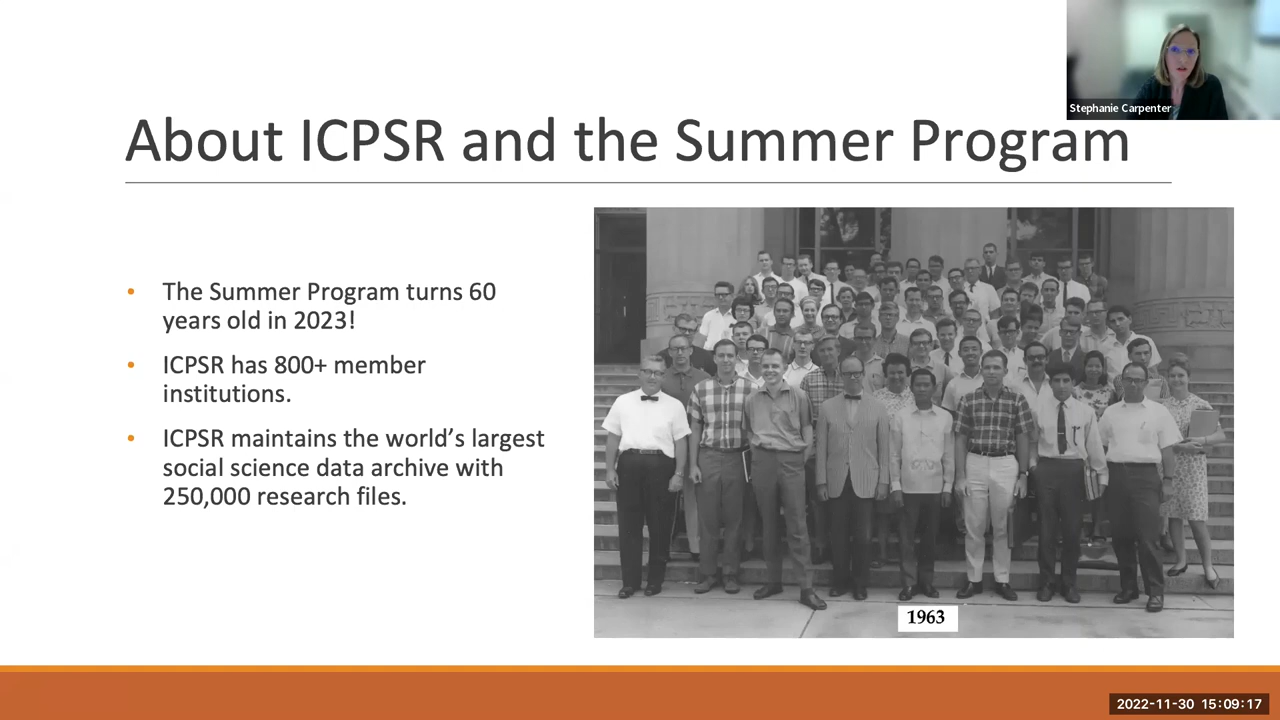 Stephanie Carpenter
About ICPSR and the Summer Program
• The Summer Program turns 60
years old in 2023!
• ICPSR has 800+ member
institutions.
• ICPSR maintains the world’s largest
social science data archive with
250,000 research files.
1963
2022-11-30 15:09:17